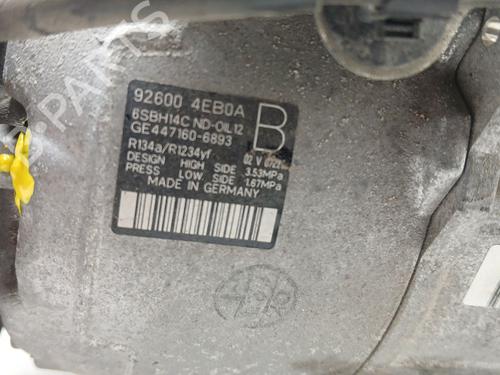 92600 4EB0A
6SBH14C ND-OIL12 B
GE447160-6893
R134a/R1234yf
DESIGN HIGH SIDE 3.53MPa
PRESS LOW SIDE 1.67MPa
MADE IN GERMANY
PARTS